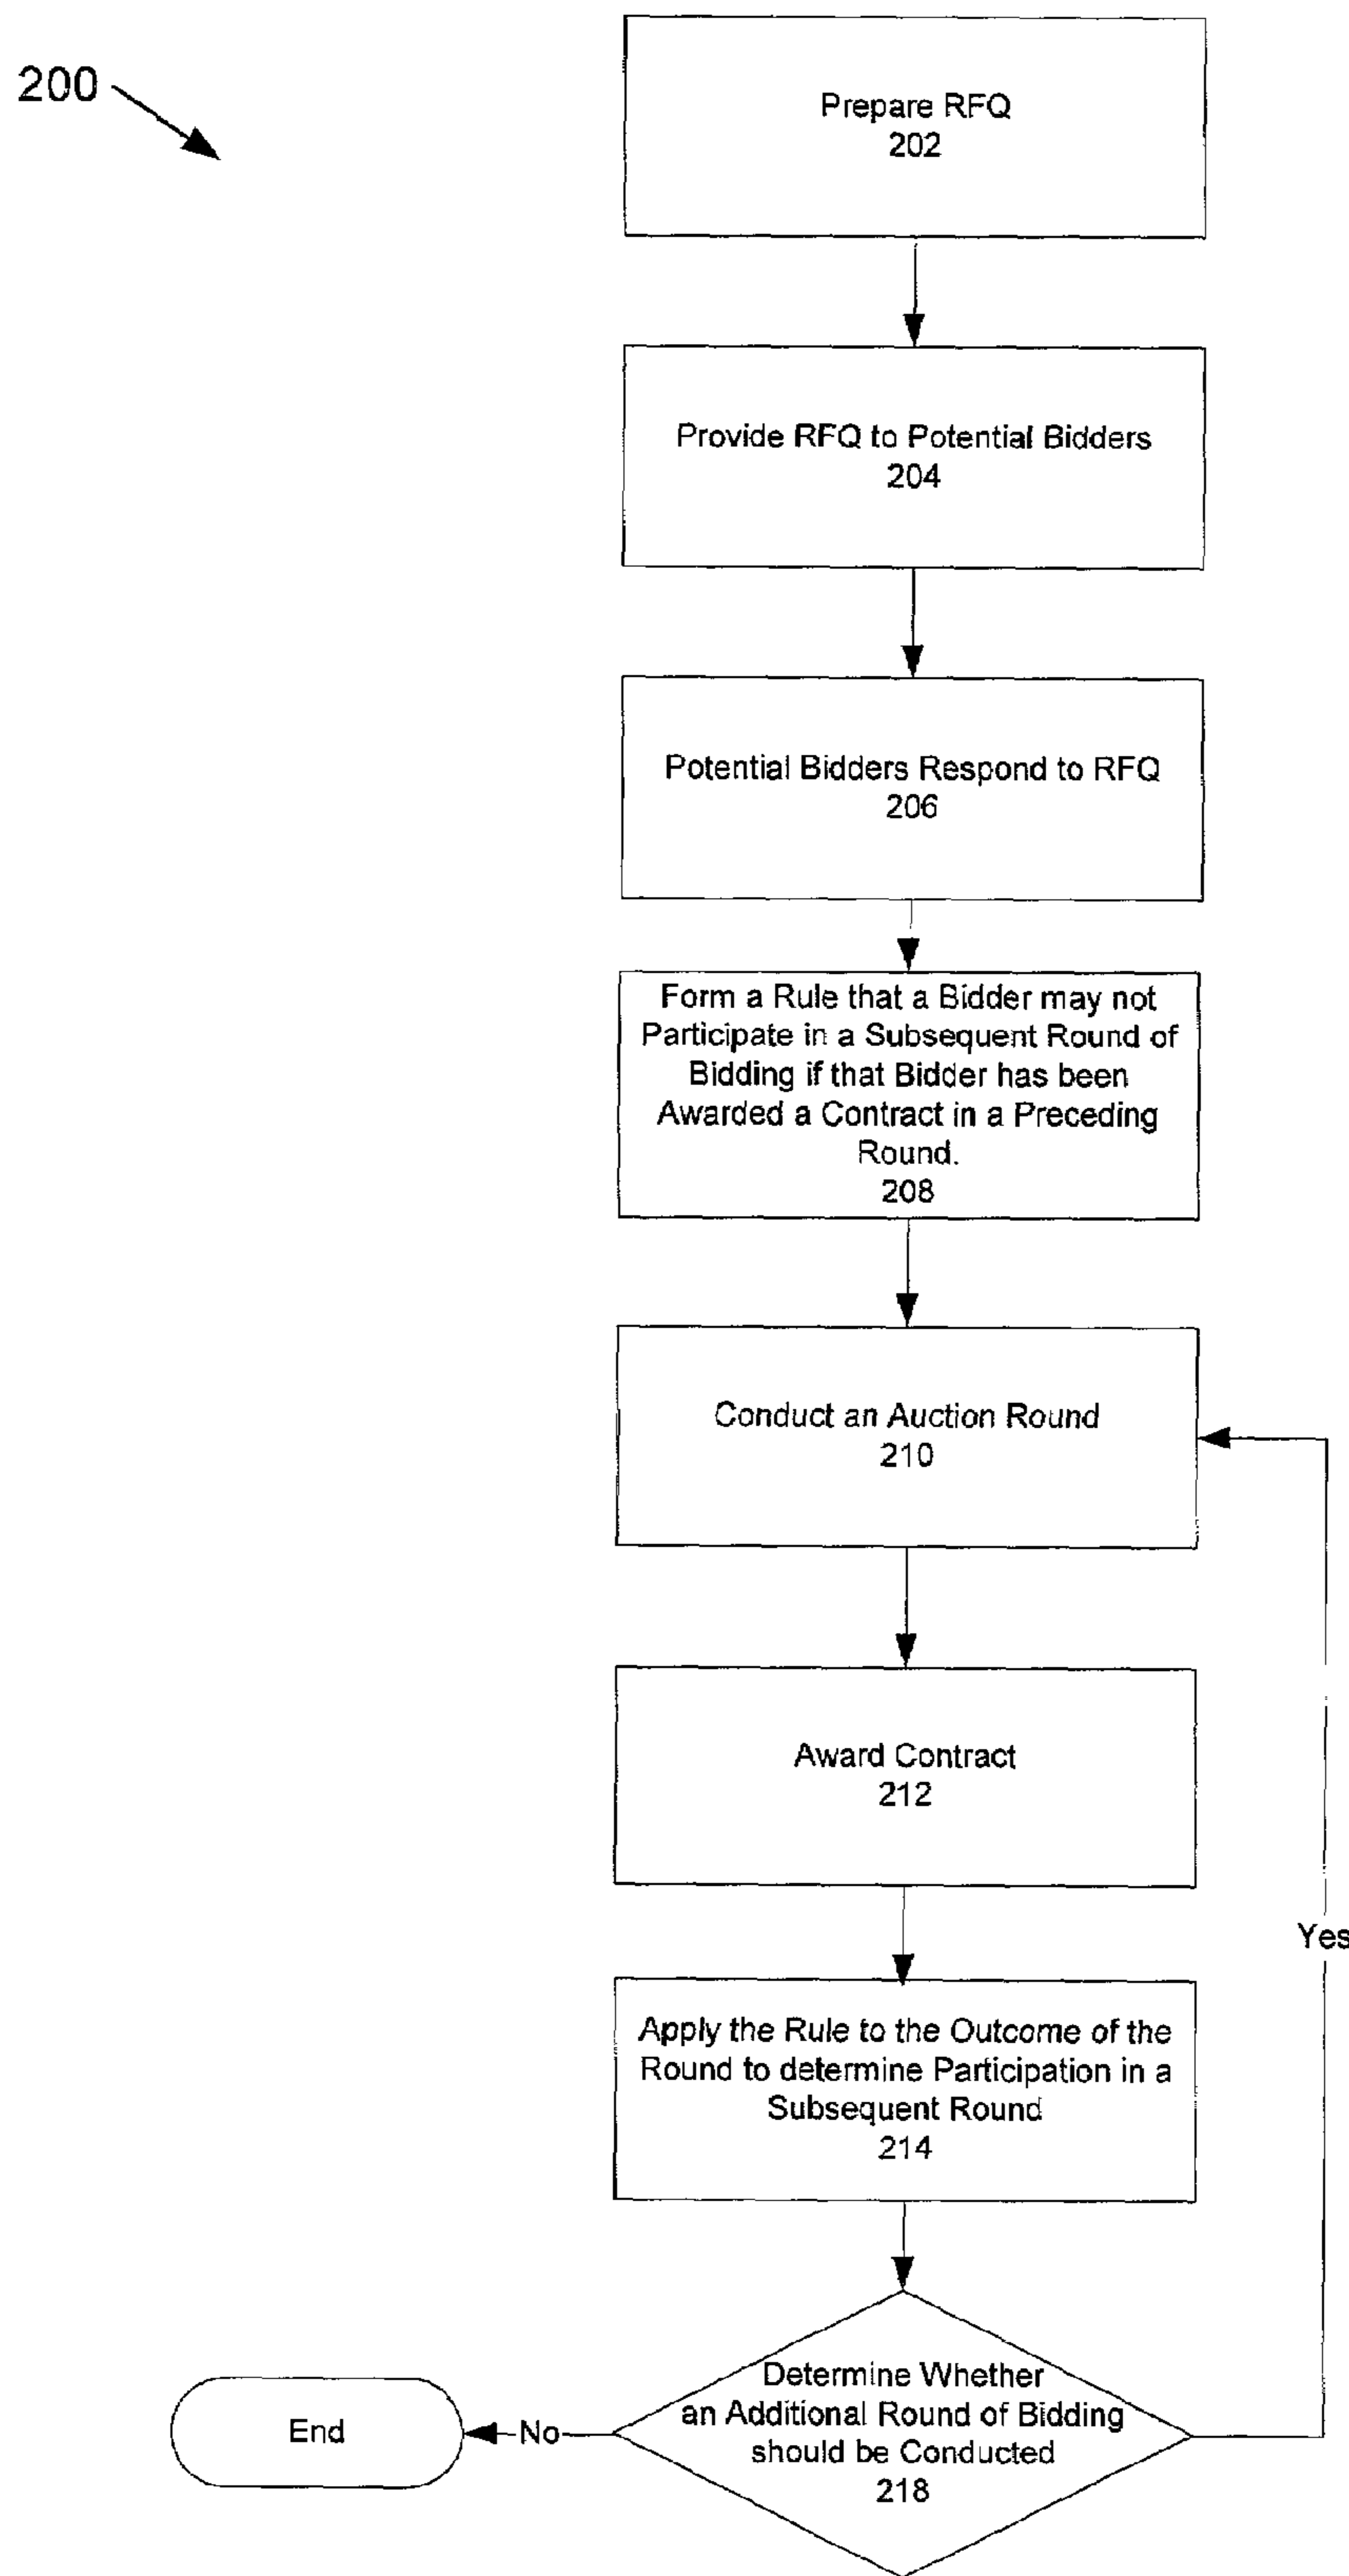 200
Prepare RFQ
202
Provide RFQ to Potential Bidders
204
Potential Bidders Respond to RFQ
206
Form a Rule that a Bidder may not
Participate in a Subsequent Round of
Bidding if that Bidder has been
Awarded a Contract in a Preceding
Round.
208
Conduct an Auction Round
210
Award Contract
212
Yes
Apply the Rule to the Outcome of the
Round to determine Participation in a
Subsequent Round
214
Determine Whether
an Additional Round of Bidding
should be Conducted
218
No
End